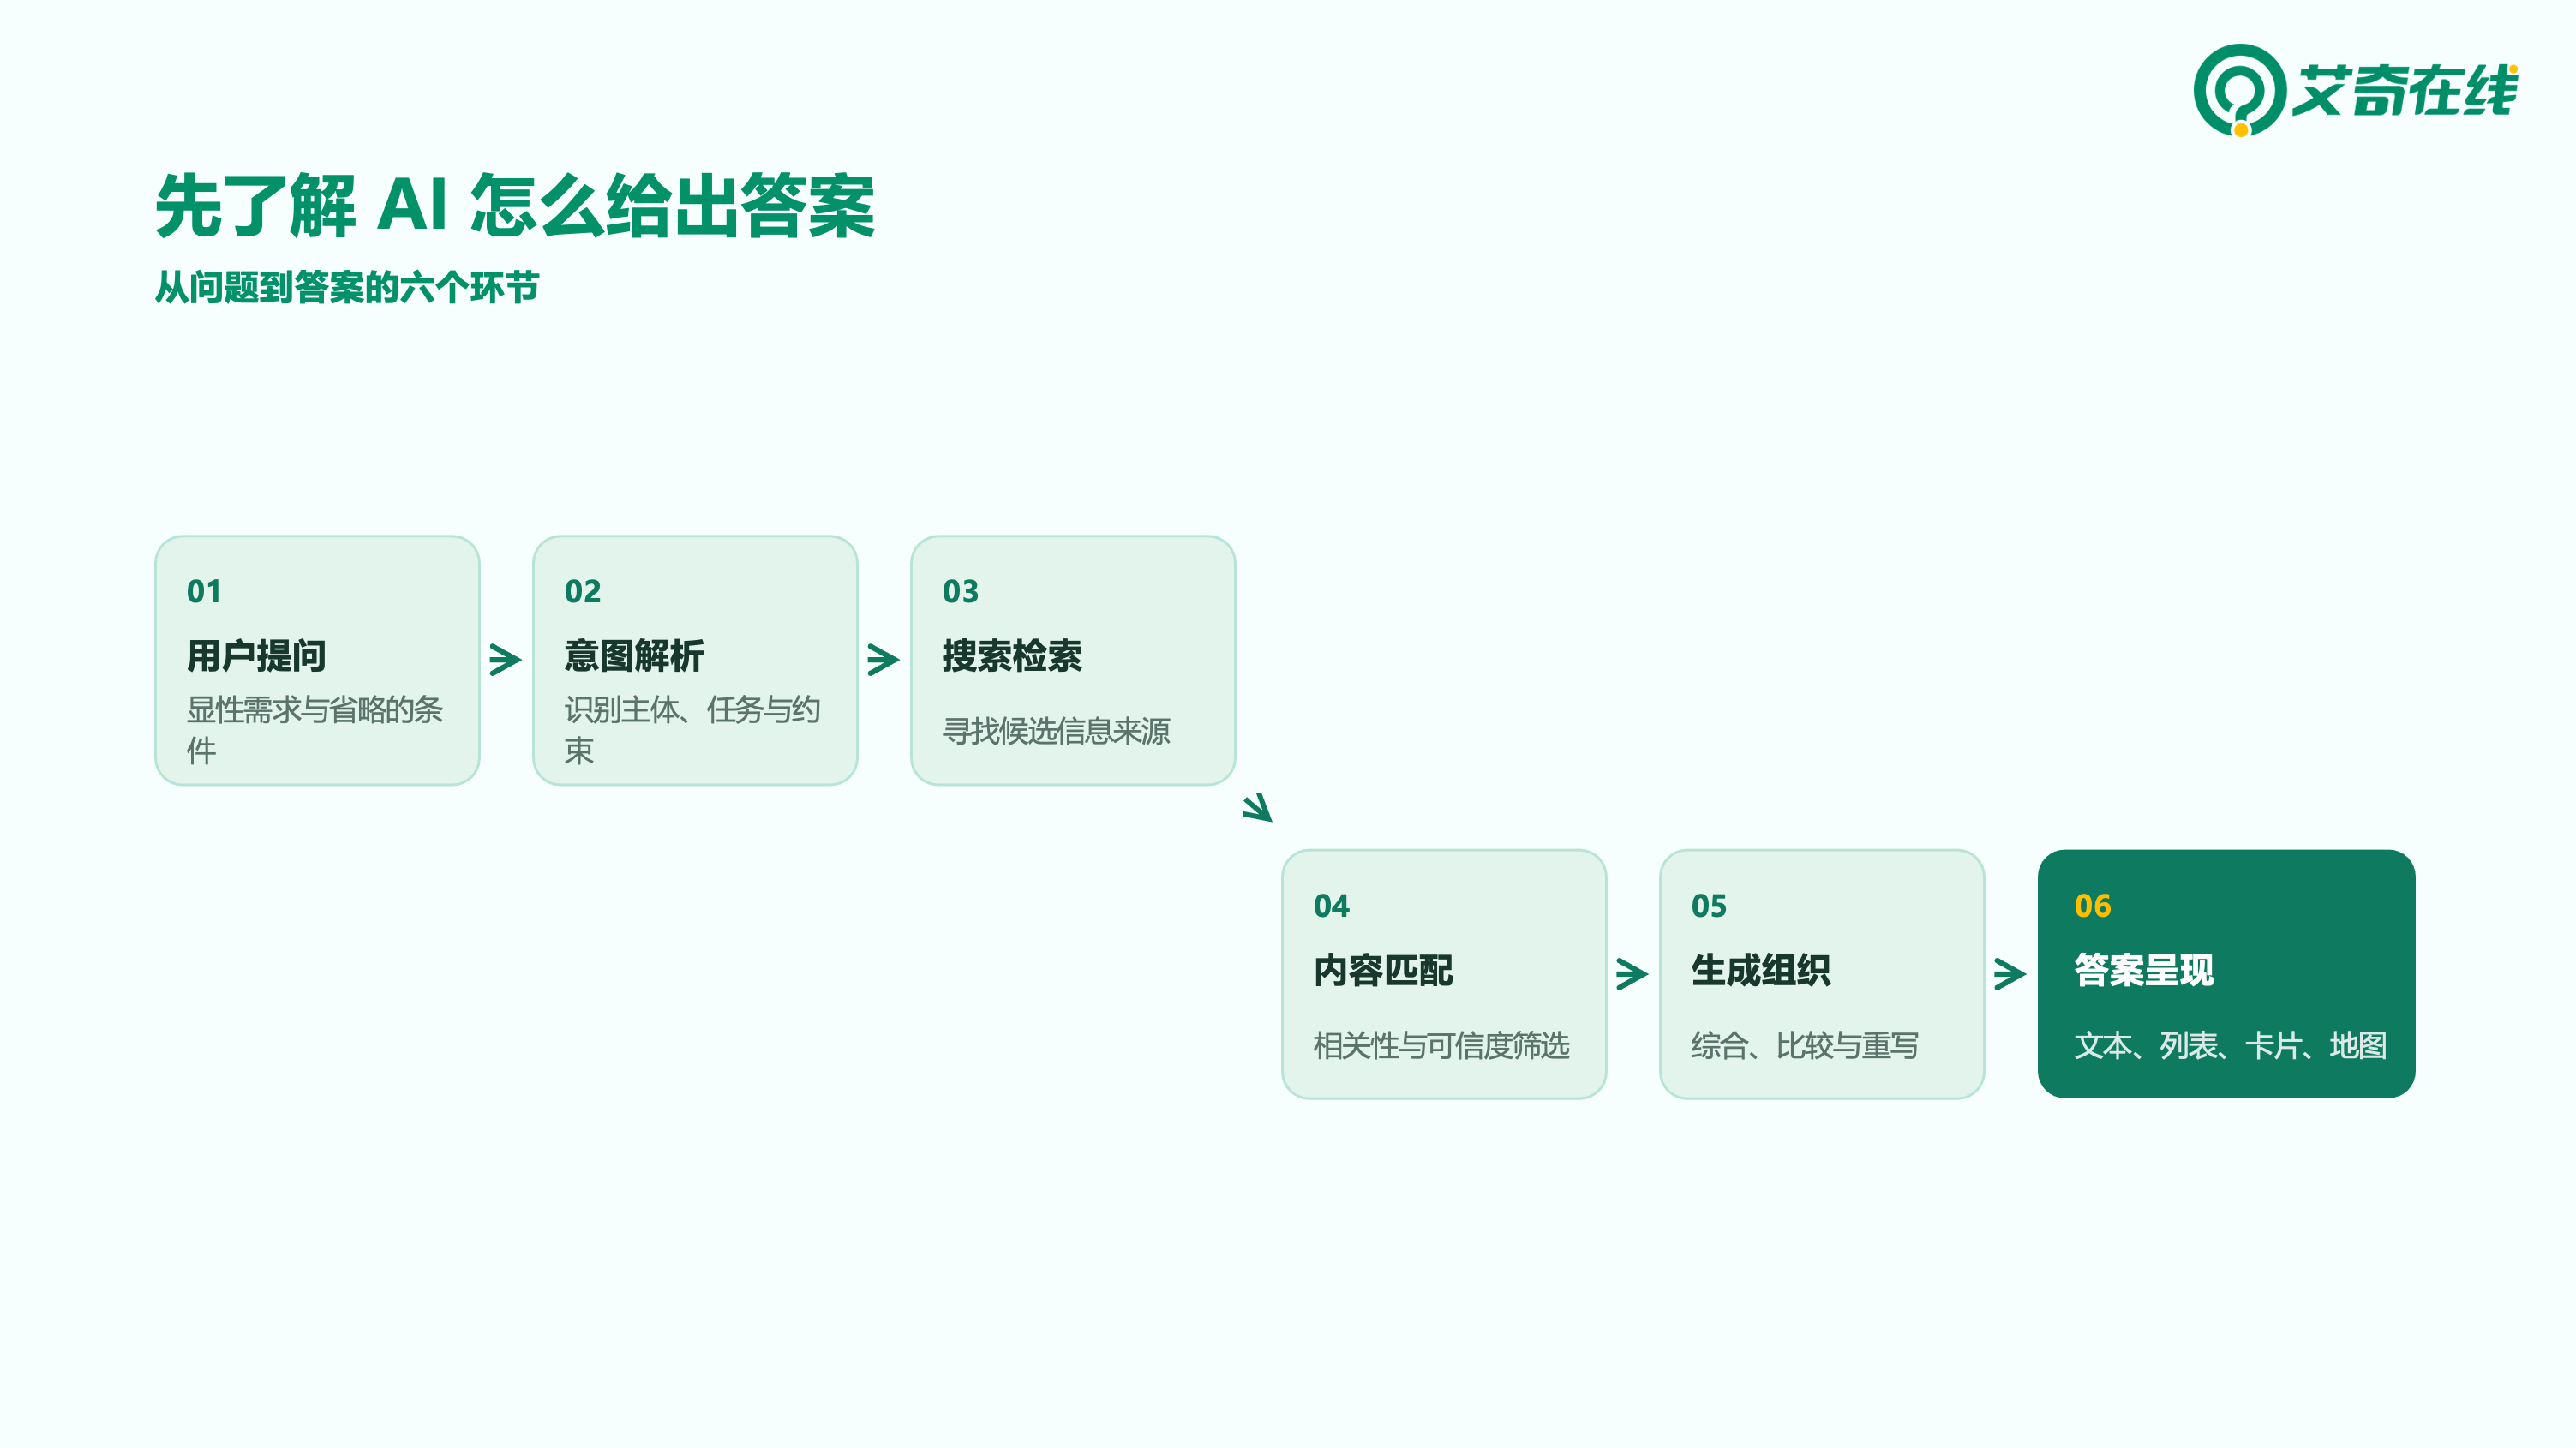 艾奇在线
先了解 AI 怎么给出答案
从问题到答案的六个环节
01
用户提问
显性需求与省略的条
件
02
意图解析
识别主体、任务与约
束
03
搜索检索
寻找候选信息来源
04
内容匹配
相关性与可信度筛选
05
生成组织
综合、比较与重写
06
答案呈现
文本、列表、卡片、地图